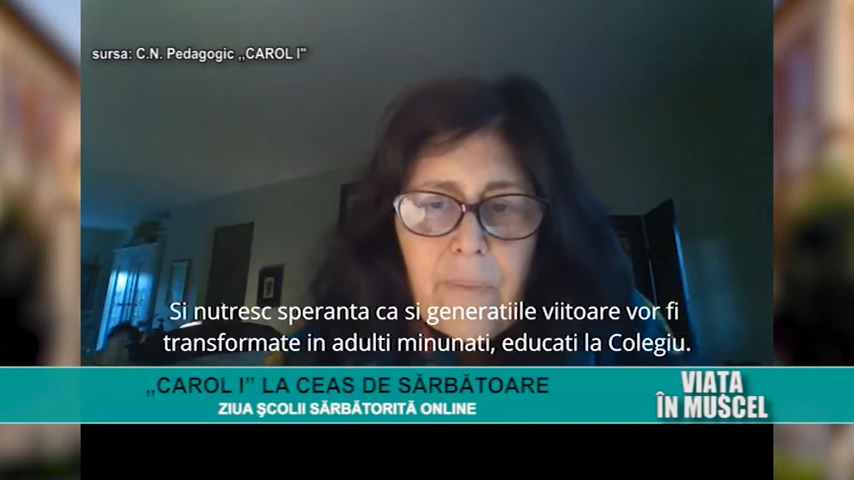 sursa: C.N. Pedagogic ,,CAROL I"
Si nutresc speranta ca si generatiile viitoare vor fi
transformate in adulti minunati, educati la Colegiu.
„CAROL I” LA CEAS DE SĂRBĂTOARE
ZIUA ŞCOLII SĂRBĂTORITĂ ONLINE
VIAȚA
ÎN MUSCEL